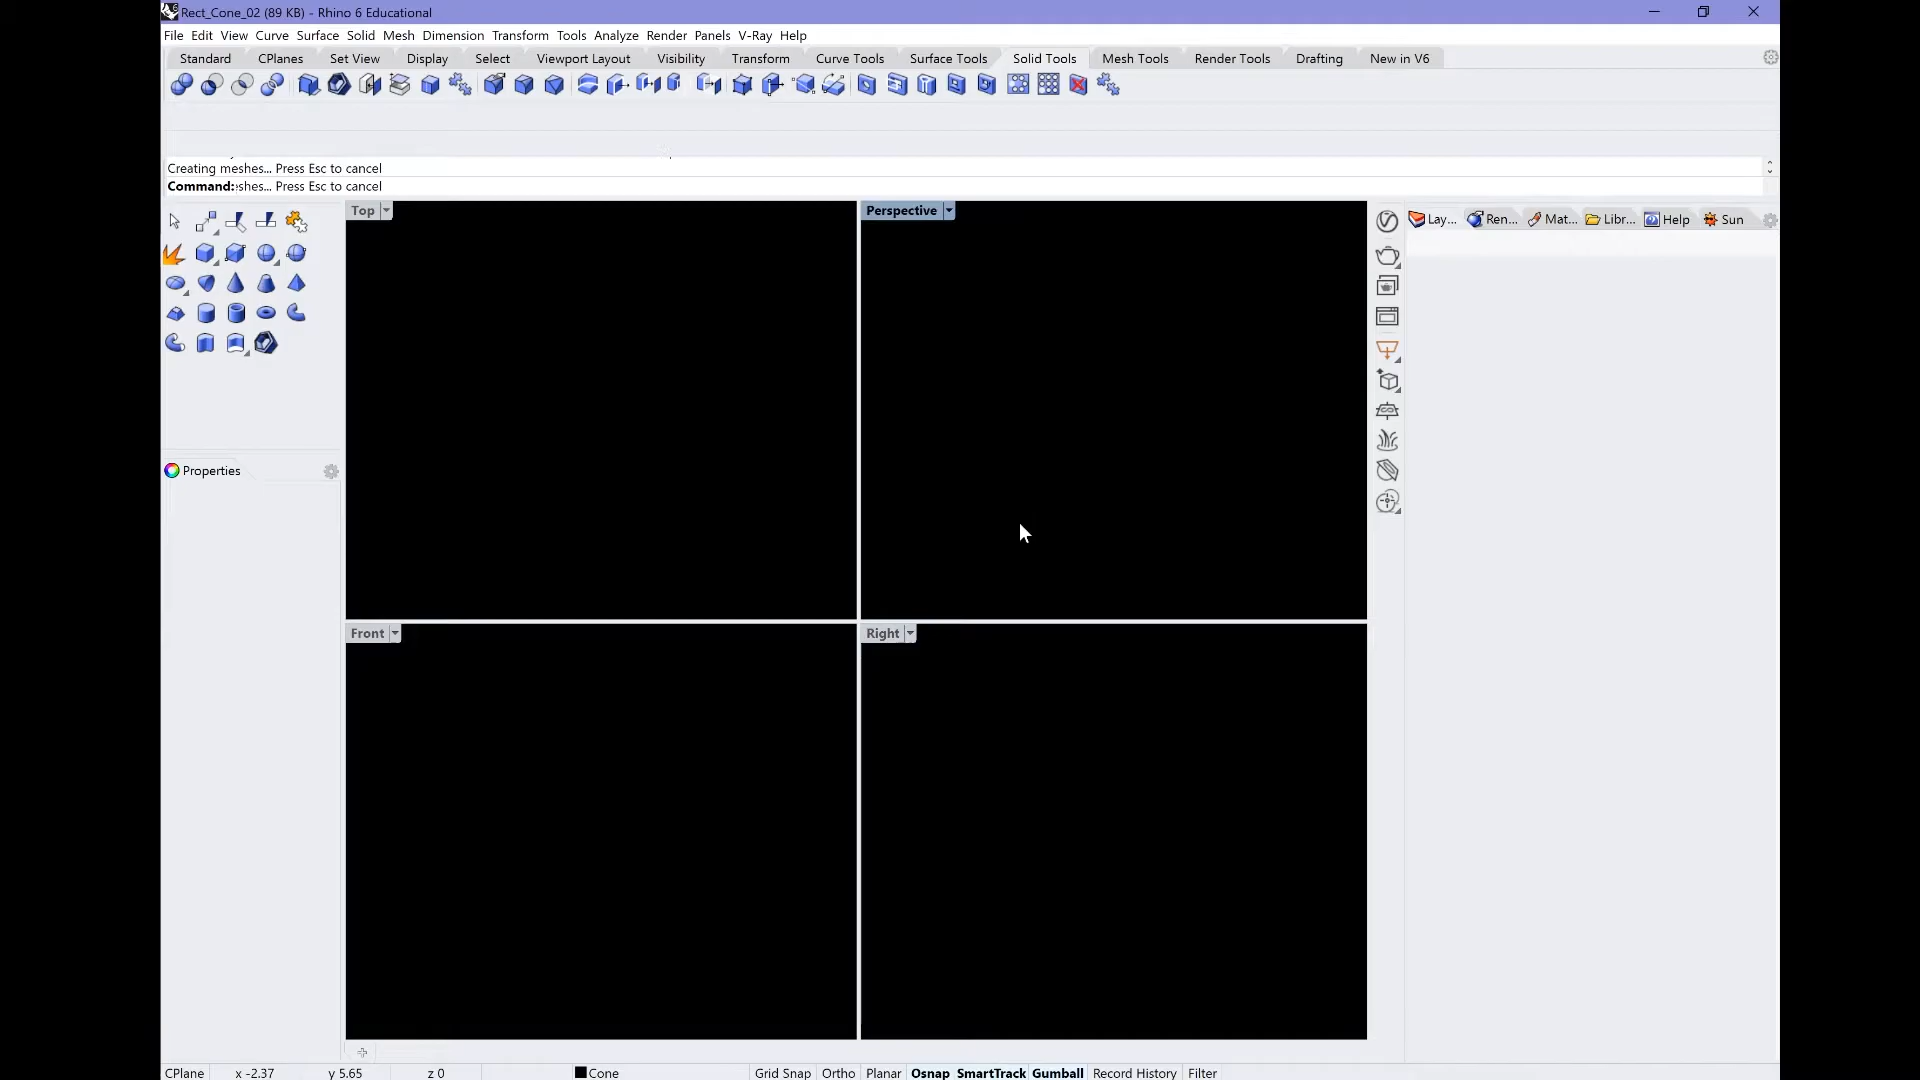 Rect_Cone_02 (89 KB) - Rhino 6 Educational
File Edit View Curve Surface Solid Mesh Dimension Transform Tools Analyze Render Panels V-Ray Help
Standard CPlanes Set View Display Select Viewport Layout Visibility Transform Curve Tools Surface Tools Solid Tools Mesh Tools Render Tools Drafting New in V6
Creating meshes... Press Esc to cancel
Command: shes... Press Esc to cancel
Top
Perspective
Lay... Ren... Mat... Libr... Help Sun
Properties
Front
Right
CPlane x -2.37 y 5.65 z 0 Cone Grid Snap Ortho Planar Osnap SmartTrack Gumball Record History Filter